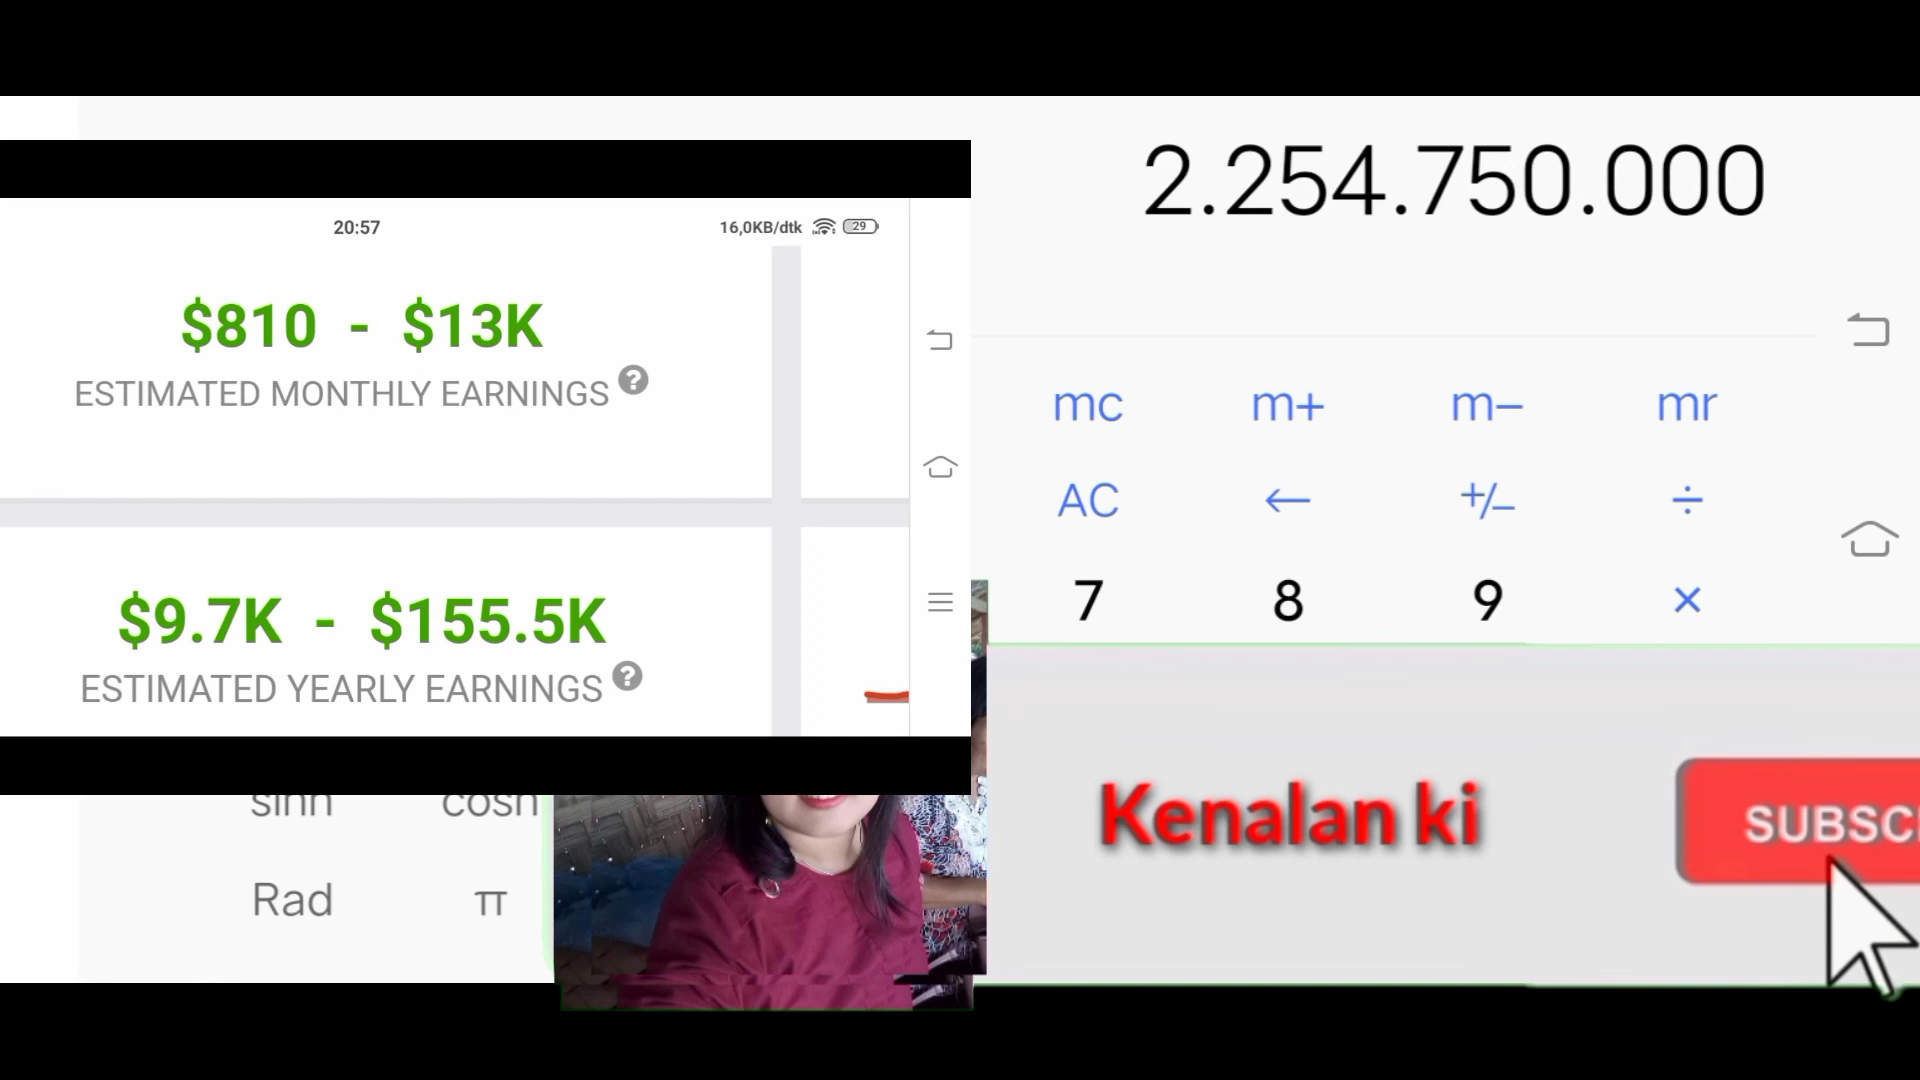 2.254.750.000
20:57
16,0KB/dtk
29
$810 - $13K
ESTIMATED MONTHLY EARNINGS ?
mc m+ m– mr
AC ← +/– ÷
7 8 9 ×
$9.7K - $155.5K
ESTIMATED YEARLY EARNINGS ?
sinh cosh
Rad π
Kenalan ki
SUBSC